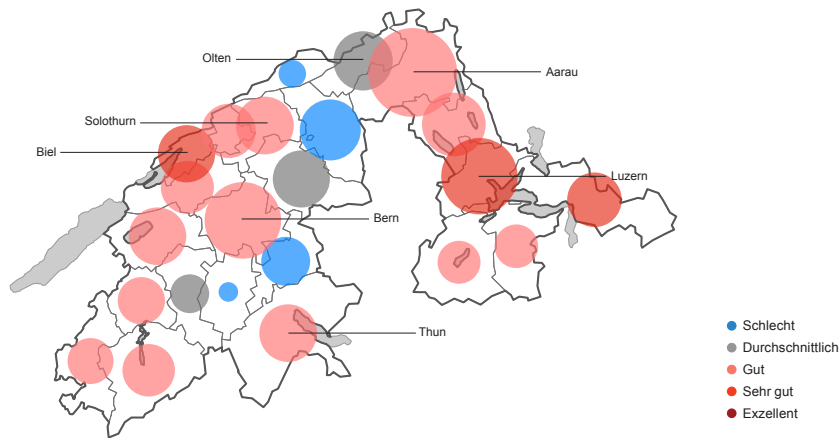 Olten
Aarau
Solothurn
Biel
Luzern
Bern
Thun
Schlecht
Durchschnittlich
Gut
Sehr gut
Exzellent